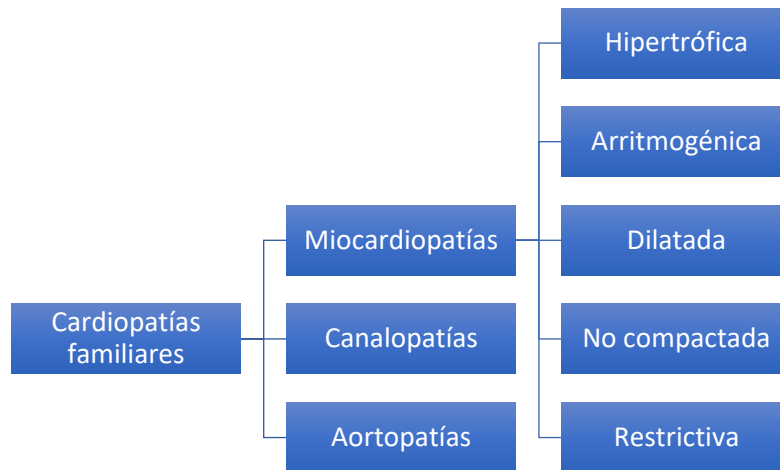 Cardiopatías
familiares
Miocardiopatías
Canalopatías
Aortopatías
Hipertrófica
Arritmogénica
Dilatada
No compactada
Restrictiva